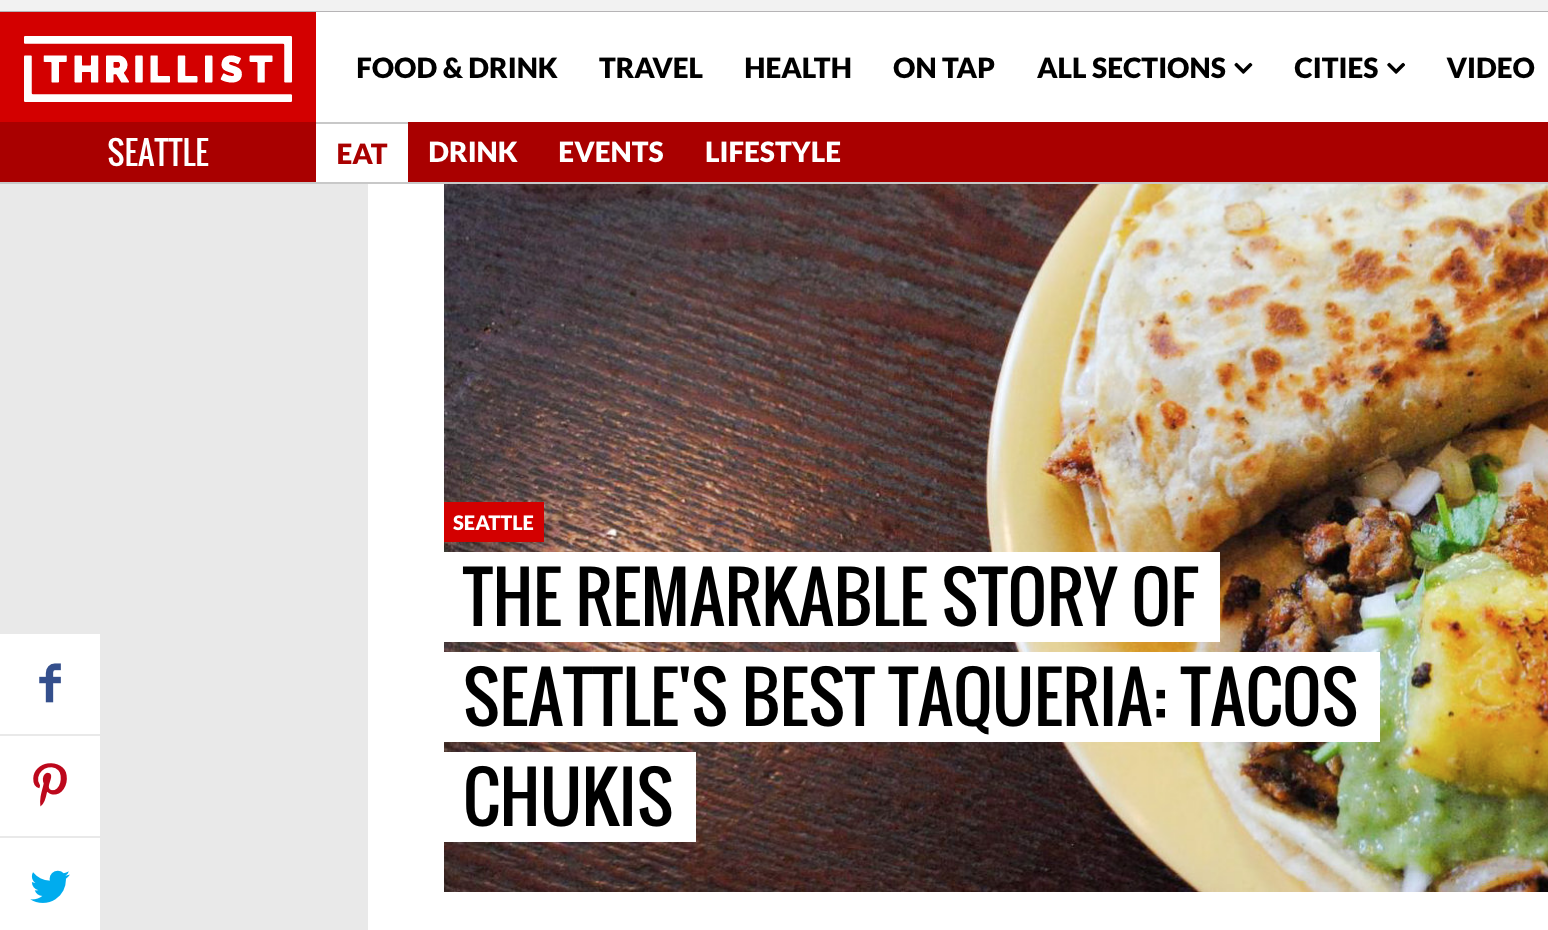 THRILLIST
FOOD & DRINK TRAVEL HEALTH ON TAP ALL SECTIONS CITIES VIDEO
SEATTLE EAT DRINK EVENTS LIFESTYLE
SEATTLE
THE REMARKABLE STORY OF
SEATTLE'S BEST TAQUERIA: TACOS
CHUKIS